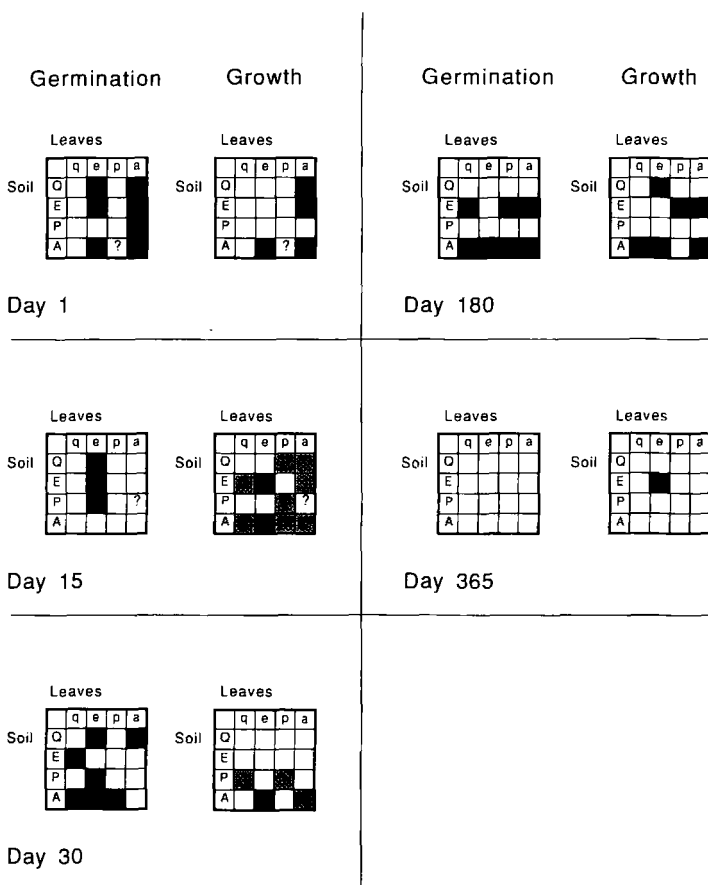 Germination Growth
Leaves Leaves
q e p a q e p a
Soil Q Soil Q
E E
P P
A ? A ?
Day 1
Germination Growth
Leaves Leaves
q e p a q e p a
Soil Q Soil Q
E E
P P
A A
Day 180
Leaves Leaves
q e p a q e p a
Soil Q Soil Q
E E
P ? P ?
A A
Day 15
Leaves Leaves
q e p a q e p a
Soil Q Soil Q
E E
P P
A A
Day 365
Leaves Leaves
q e p a q e p a
Soil Q Soil Q
E E
P P
A A
Day 30